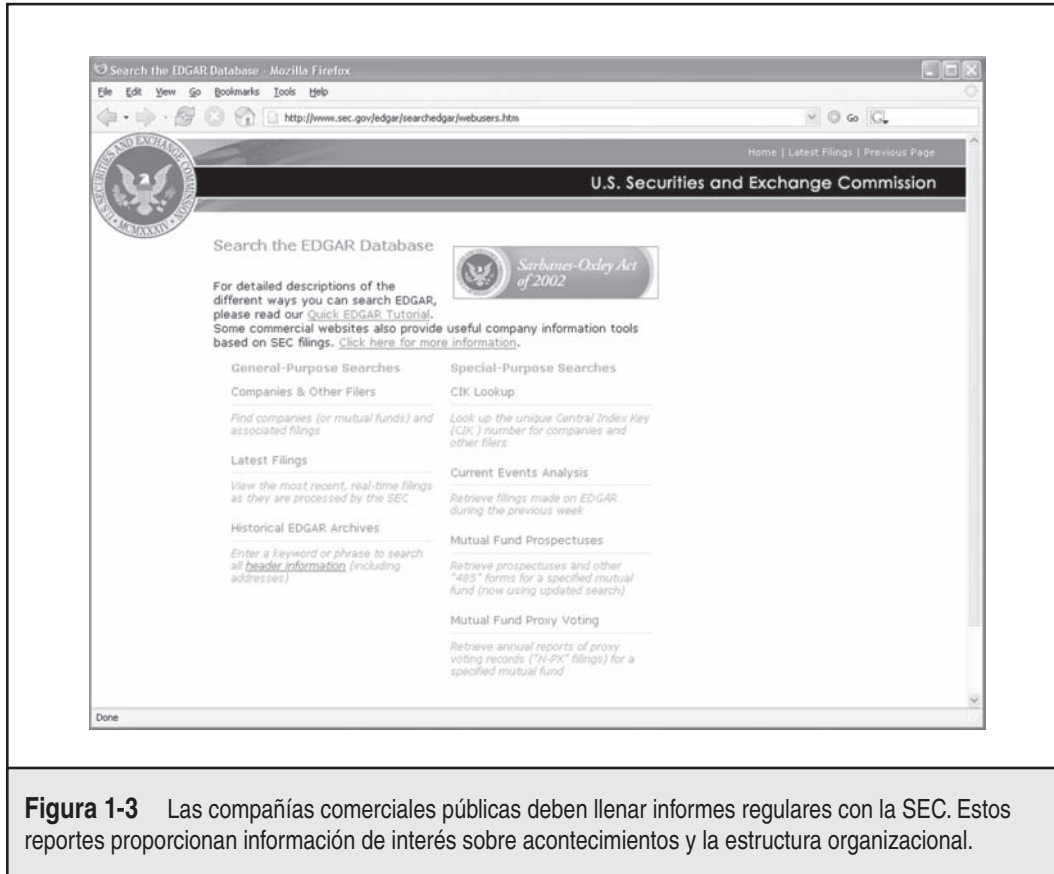 Search the EDGAR Database - Mozilla Firefox
File Edit View Go Bookmarks Tools Help
http://www.sec.gov/edgar/searchedgar/webusers.htm
Go
Home | Latest Filings | Previous Page
U.S. Securities and Exchange Commission
U.S. SECURITIES AND EXCHANGE COMMISSION
MCMXXXIV
Search the EDGAR Database
Sarbanes-Oxley Act
of 2002
For detailed descriptions of the
different ways you can search EDGAR,
please read our Quick EDGAR Tutorial.
Some commercial websites also provide useful company information tools
based on SEC filings. Click here for more information.
General-Purpose Searches
Companies & Other Filers
Find companies (or mutual funds) and
associated filings
Latest Filings
View the most recent, real-time filings
as they are processed by the SEC
Historical EDGAR Archives
Enter a keyword or phrase to search
all header information (including
addresses)
Special-Purpose Searches
CIK Lookup
Look up the unique Central Index Key
(CIK ) number for companies and
other filers
Current Events Analysis
Retrieve filings made on EDGAR
during the previous week
Mutual Fund Prospectuses
Retrieve prospectuses and other
"485" forms for a specified mutual
fund (now using updated search)
Mutual Fund Proxy Voting
Retrieve annual reports of proxy
voting records ("N-PX" filings) for a
specified mutual fund
Done
Figura 1-3 Las compañías comerciales públicas deben llenar informes regulares con la SEC. Estos
reportes proporcionan información de interés sobre acontecimientos y la estructura organizacional.